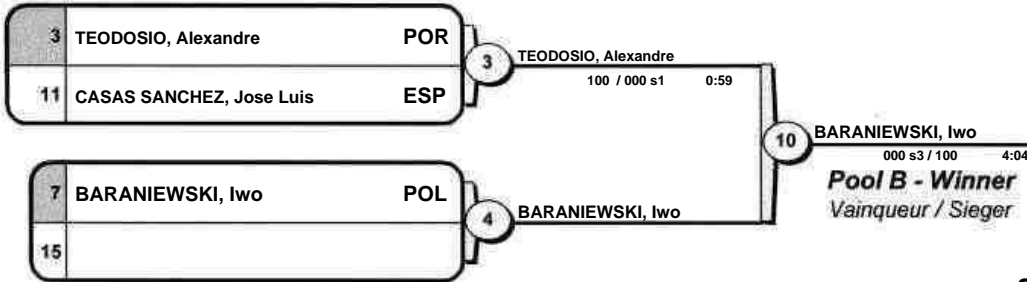 3 TEODOSIO, Alexandre POR
11 CASAS SANCHEZ, Jose Luis ESP
3
TEODOSIO, Alexandre
100 / 000 s1 0:59
7 BARANIEWSKI, Iwo POL
15
4
BARANIEWSKI, Iwo
10
BARANIEWSKI, Iwo
000 s3 / 100 4:04
Pool B - Winner
Vainqueur / Sieger